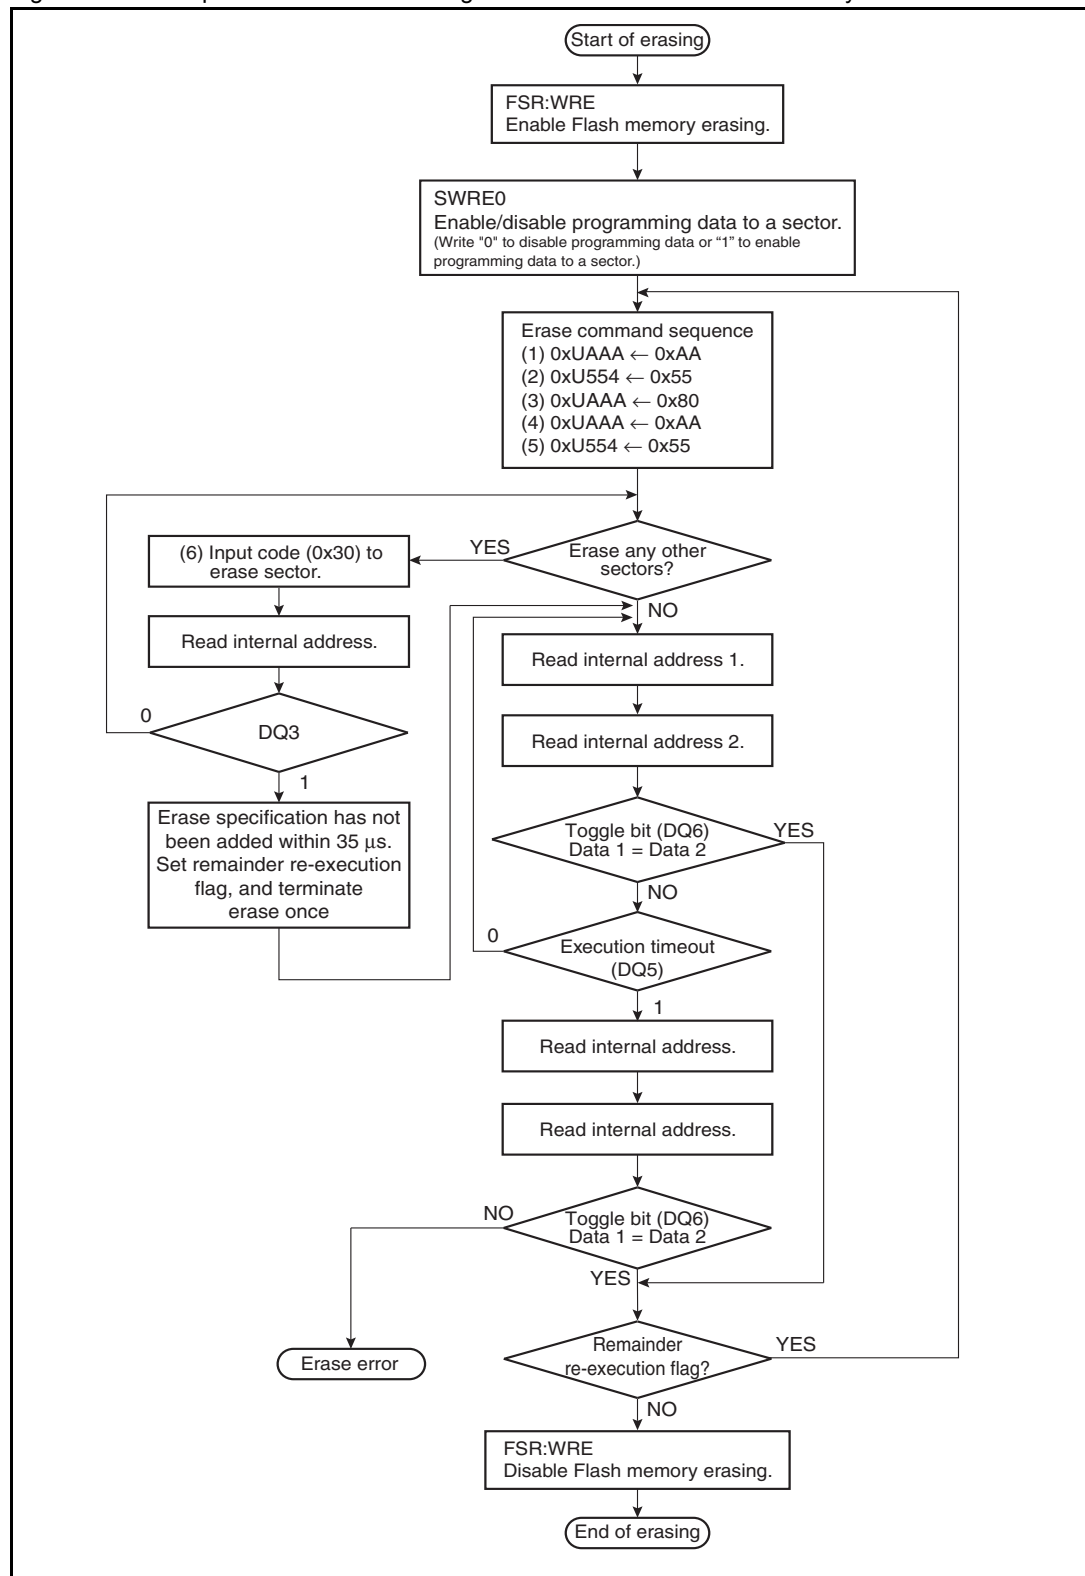 Start of erasing
FSR:WRE
Enable Flash memory erasing.
SWRE0
Enable/disable programming data to a sector.
(Write "0" to disable programming data or “1” to enable
programming data to a sector.)
Erase command sequence
(1) 0xUAAA ← 0xAA
(2) 0xU554 ← 0x55
(3) 0xUAAA ← 0x80
(4) 0xUAAA ← 0xAA
(5) 0xU554 ← 0x55
Erase any other
sectors?
YES
NO
(6) Input code (0x30) to
erase sector.
Read internal address.
DQ3
0
1
Erase specification has not
been added within 35 μs.
Set remainder re-execution
flag, and terminate
erase once
Read internal address 1.
Read internal address 2.
Toggle bit (DQ6)
Data 1 = Data 2
YES
NO
Execution timeout
(DQ5)
0
1
Read internal address.
Read internal address.
Toggle bit (DQ6)
Data 1 = Data 2
NO
YES
Erase error
Remainder
re-execution flag?
YES
NO
FSR:WRE
Disable Flash memory erasing.
End of erasing